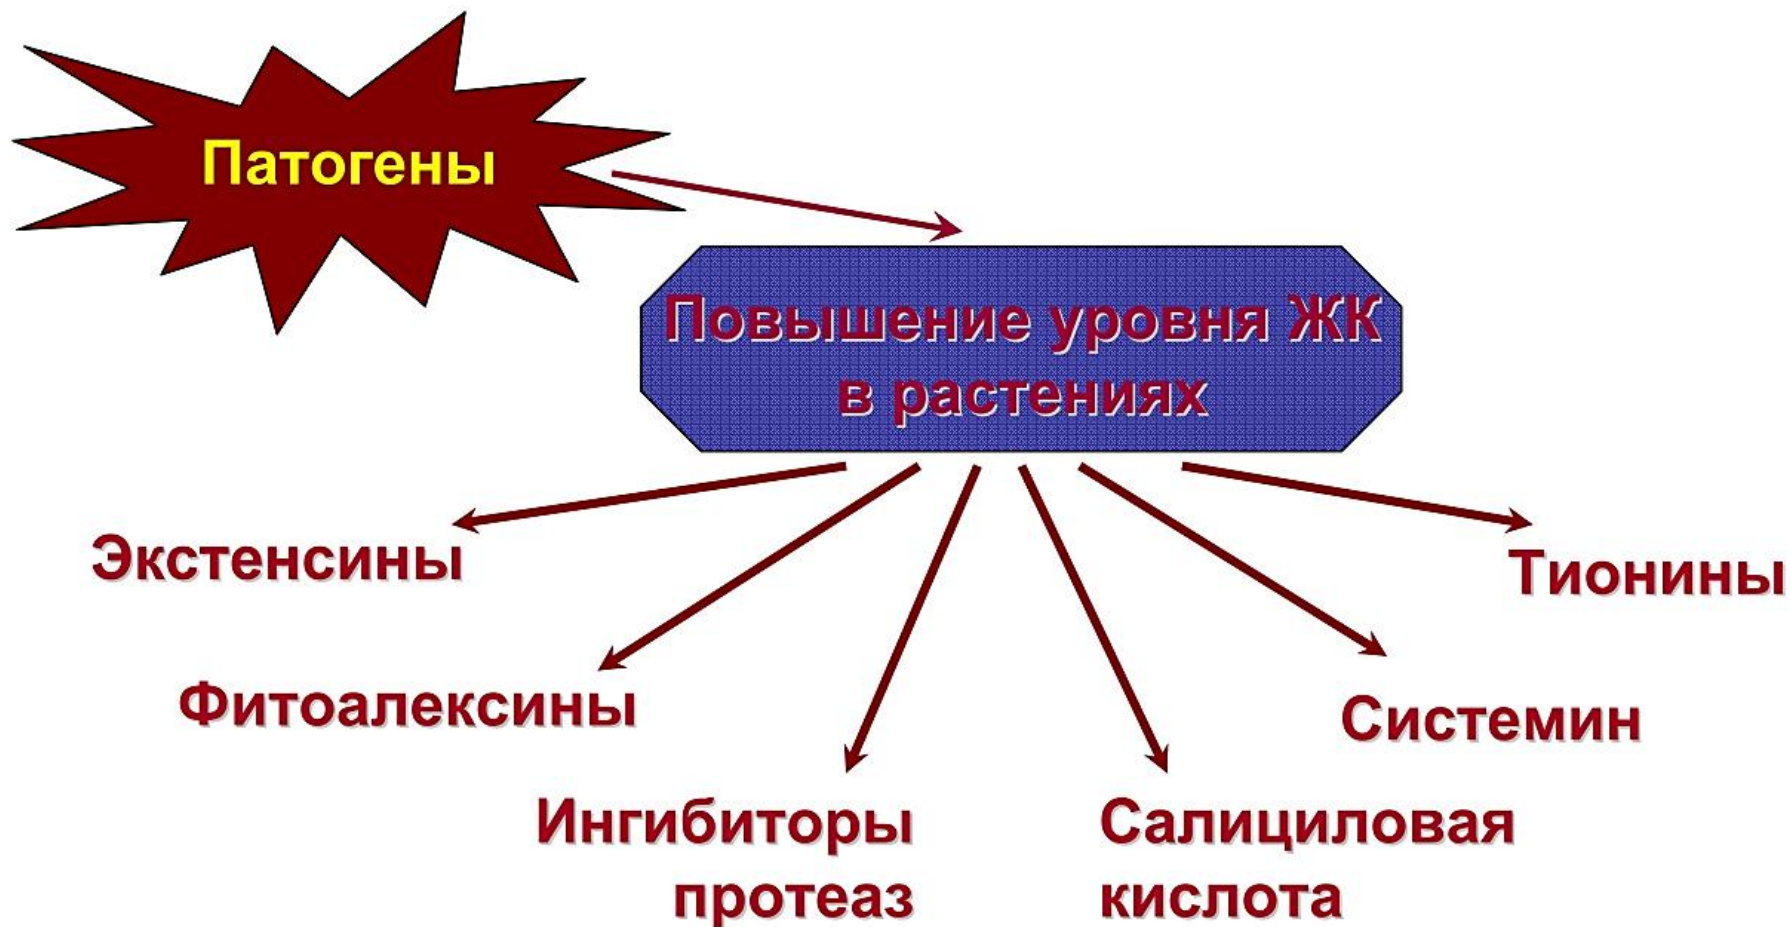 Патогены
Повышение уровня ЖК
в растениях
Экстенсины
Тионины
Фитоалексины
Системин
Ингибиторы
протеаз
Салициловая
кислота